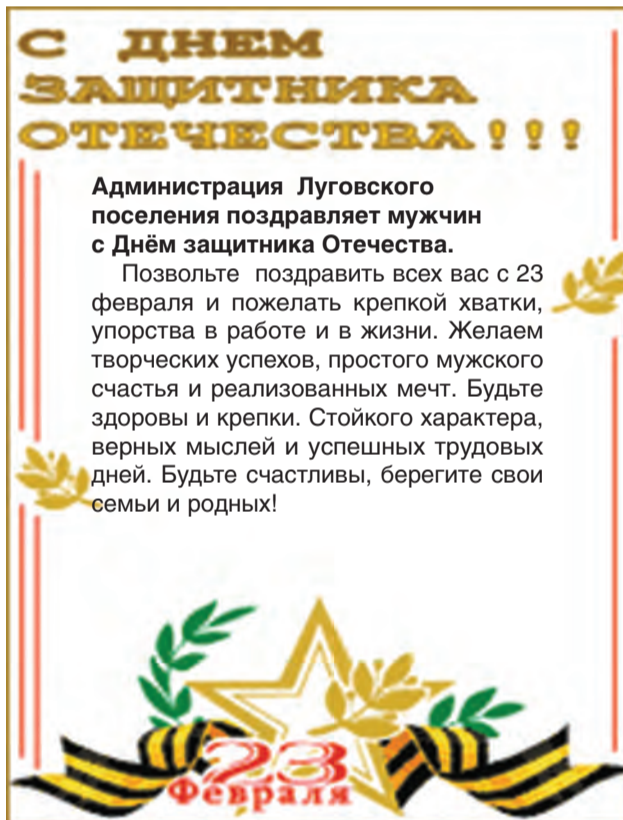 С ДНЕМ
ЗАЩИТНИКА
ОТЕЧЕСТВА!!!
Администрация Луговского
поселения поздравляет мужчин
с Днём защитника Отечества.
Позвольте поздравить всех вас с 23
февраля и пожелать крепкой хватки,
упорства в работе и в жизни. Желаем
творческих успехов, простого мужского
счастья и реализованных мечт. Будьте
здоровы и крепки. Стойкого характера,
верных мыслей и успешных трудовых
дней. Будьте счастливы, берегите свои
семьи и родных!
23
Февраля